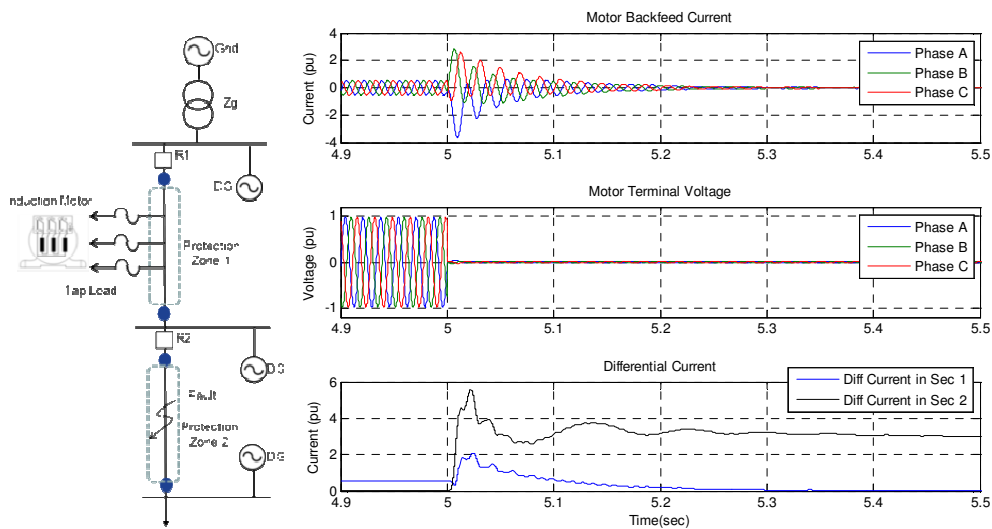 Grid
Zg
R1
DG
Induction Motor
Protection
Zone 1
Tap Load
R2
DG
Fault
Protection
Zone 2
DG
Motor Backfeed Current
Current (pu)
4
2
0
-2
-4
4.9 5 5.1 5.2 5.3 5.4 5.5
Phase A
Phase B
Phase C
Motor Terminal Voltage
Voltage (pu)
1
0
-1
4.9 5 5.1 5.2 5.3 5.4 5.5
Phase A
Phase B
Phase C
Differential Current
Current (pu)
6
4
2
0
4.9 5 5.1 5.2 5.3 5.4 5.5
Time(sec)
Diff Current in Sec 1
Diff Current in Sec 2